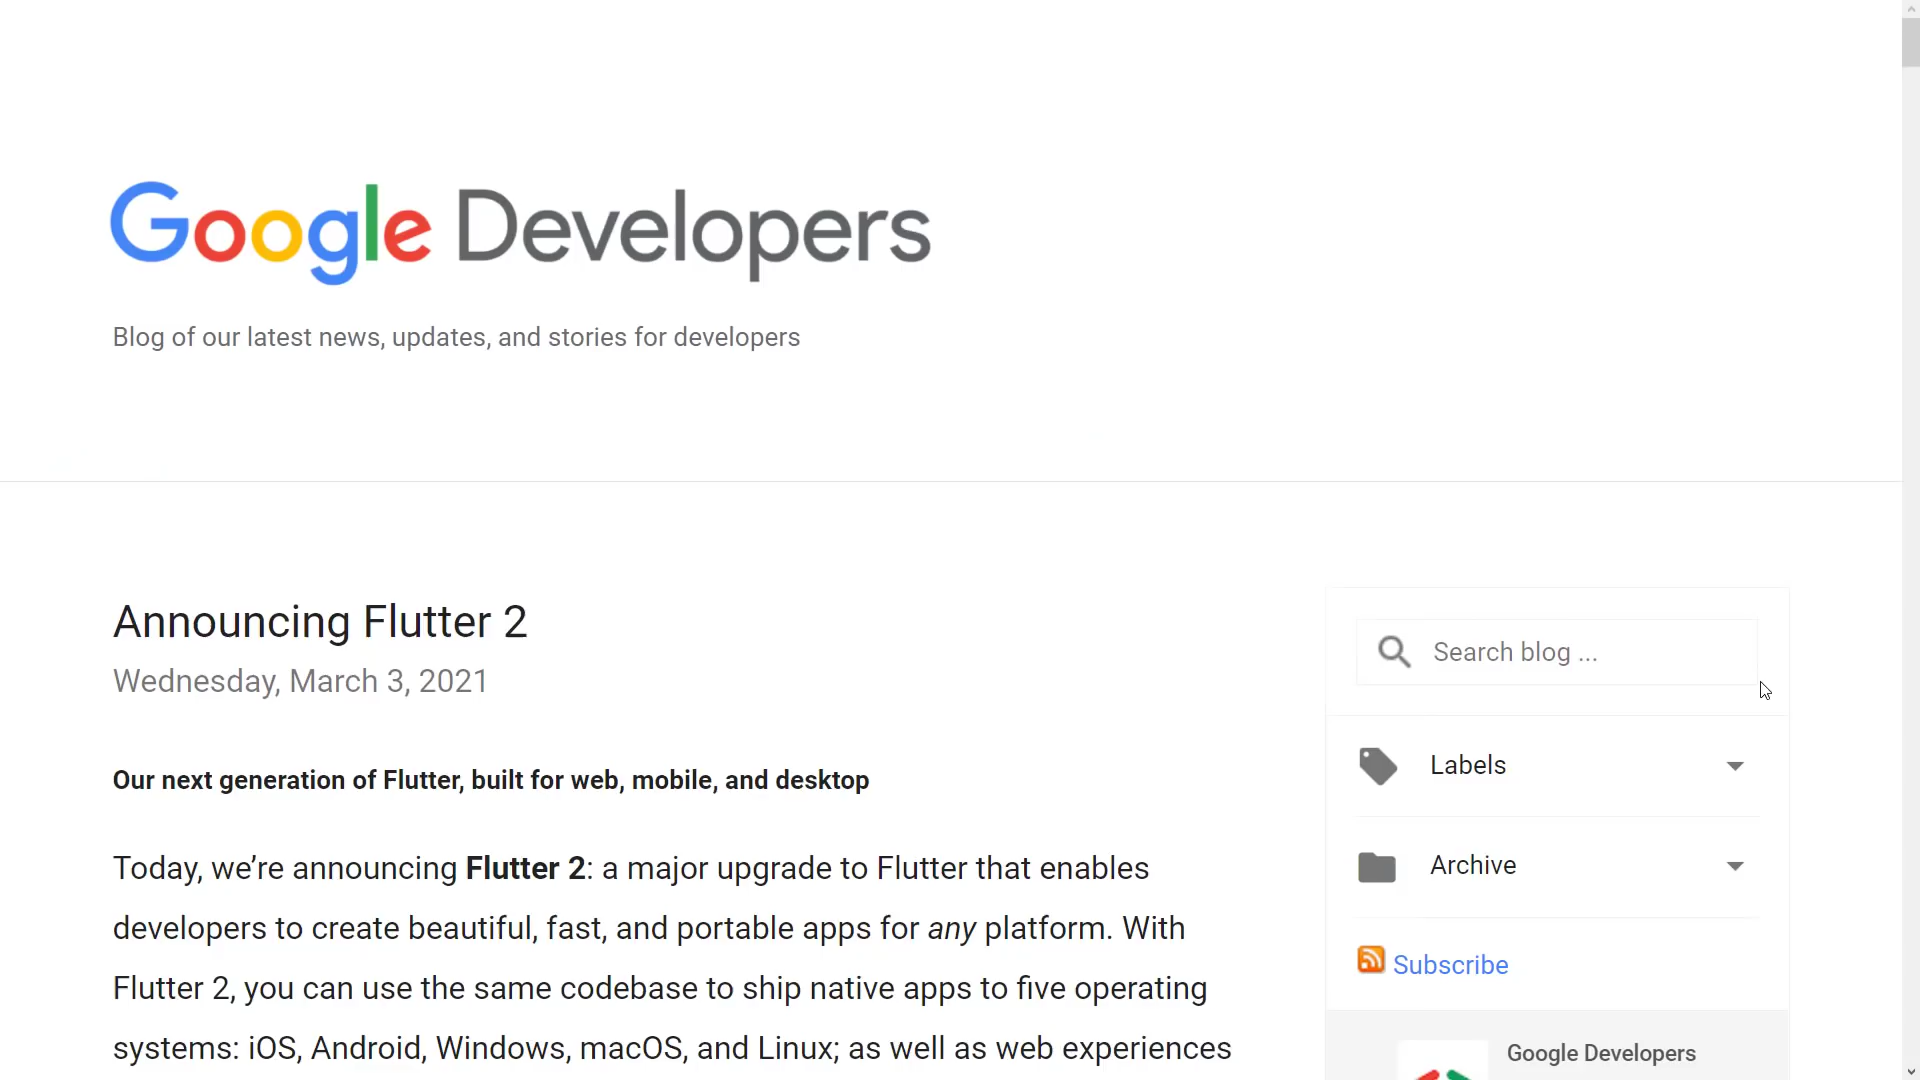 Google Developers
Blog of our latest news, updates, and stories for developers
Announcing Flutter 2
Wednesday, March 3, 2021
Our next generation of Flutter, built for web, mobile, and desktop
Today, we’re announcing Flutter 2: a major upgrade to Flutter that enables
developers to create beautiful, fast, and portable apps for any platform. With
Flutter 2, you can use the same codebase to ship native apps to five operating
systems: iOS, Android, Windows, macOS, and Linux; as well as web experiences
Search blog ...
Labels
Archive
Subscribe
Google Developers